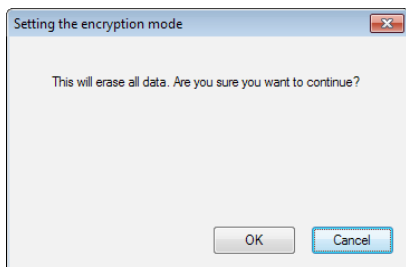 Setting the encryption mode
This will erase all data. Are you sure you want to continue?
OK Cancel